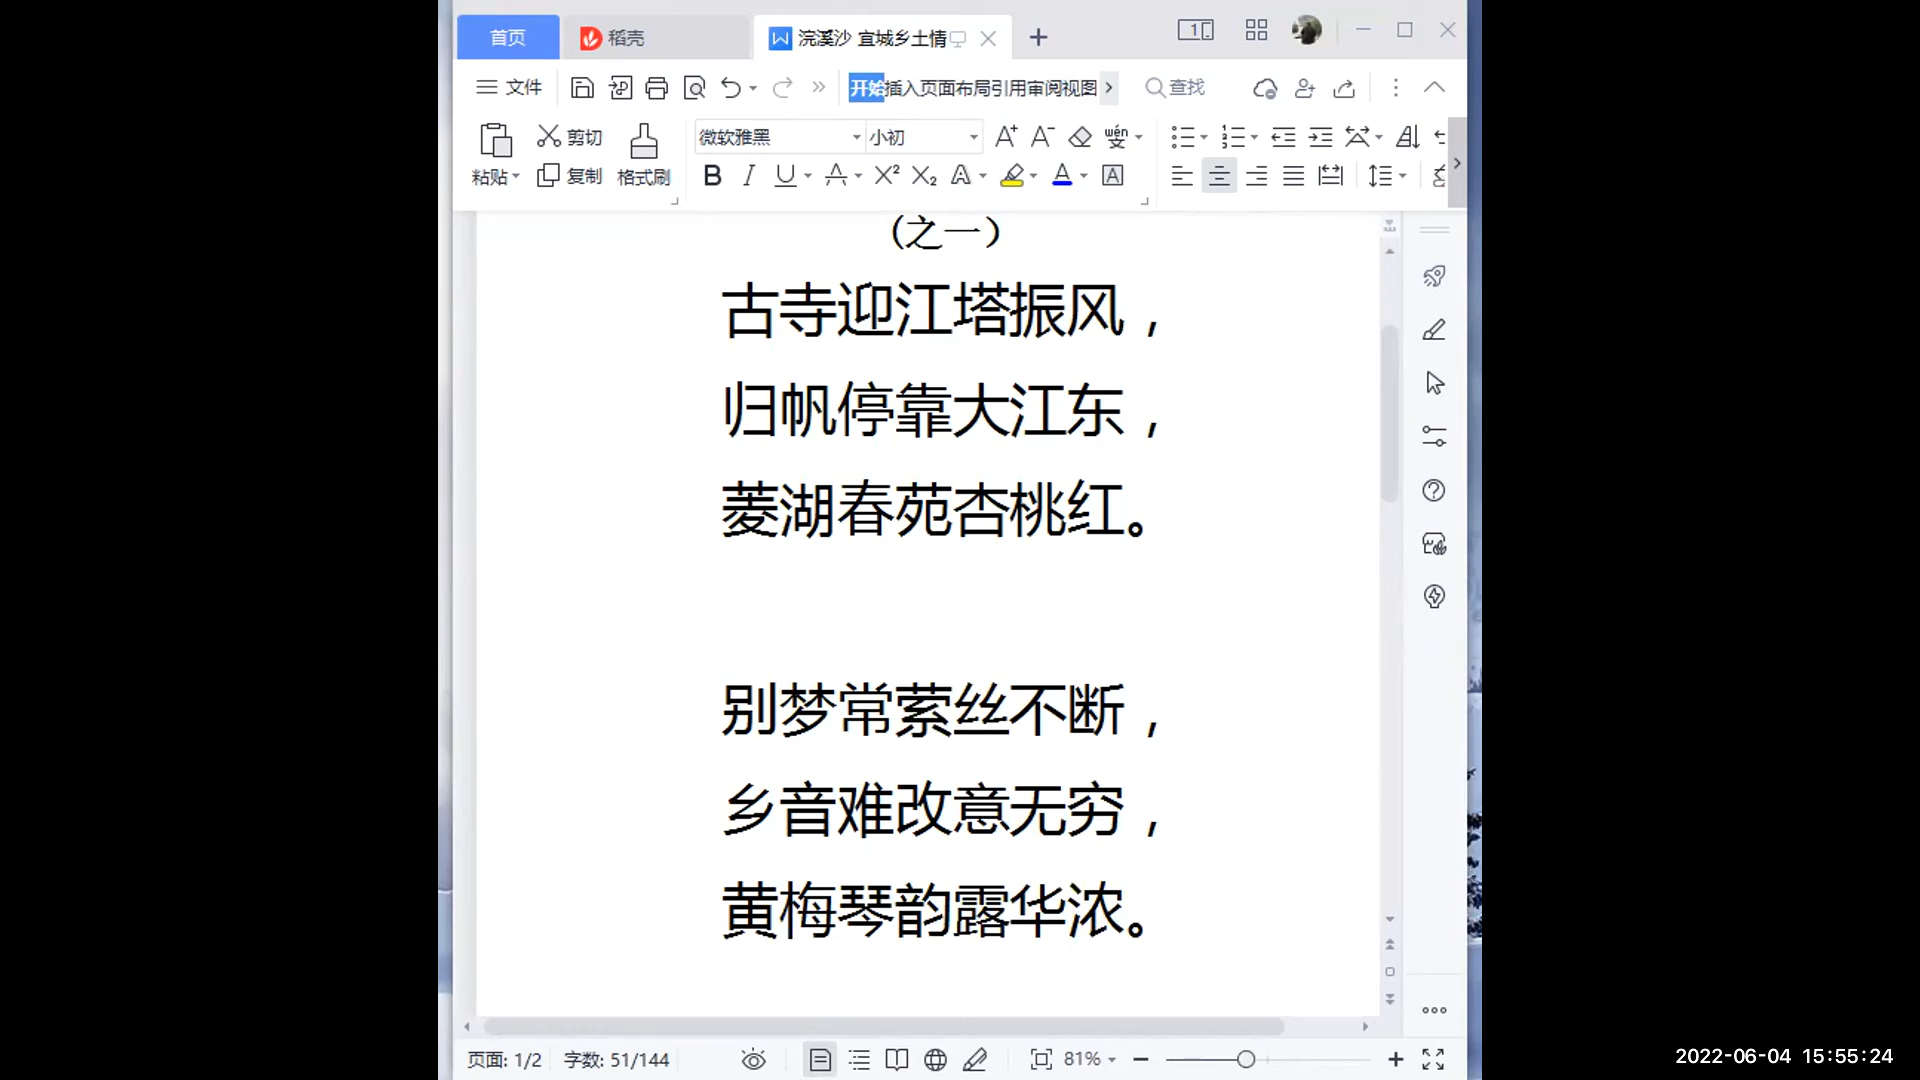 首页
稻壳
浣溪沙 宜城乡土情
文件
开始插入页面布局引用审阅视图
查找
粘贴
剪切
复制
格式刷
微软雅黑
小初
(之一)
古寺迎江塔振风，
归帆停靠大江东，
菱湖春苑杏桃红。
别梦常萦丝不断，
乡音难改意无穷，
黄梅琴韵露华浓。
页面: 1/2
字数: 51/144
81%
2022-06-04 15:55:24